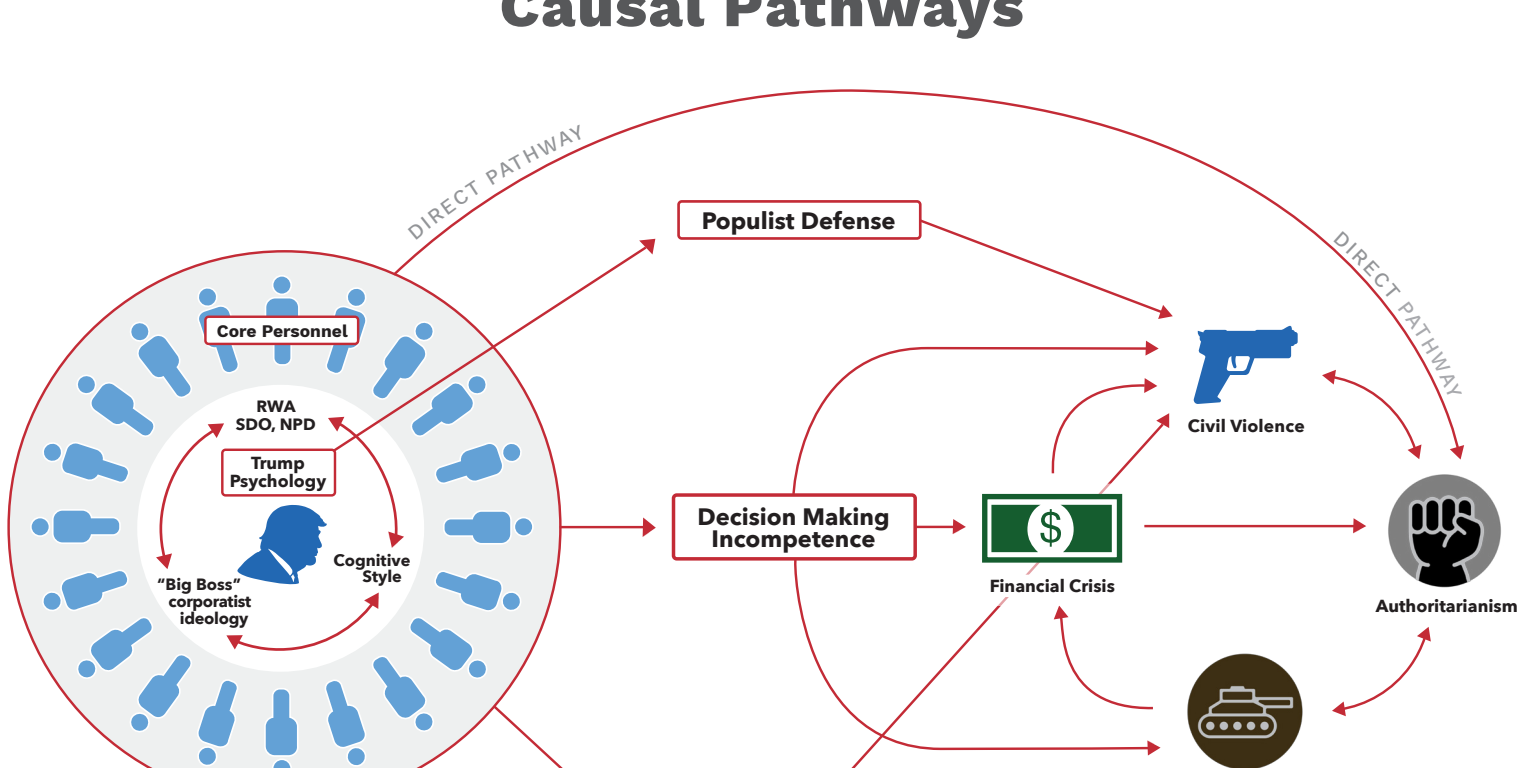 Causal Pathways
DIRECT PATHWAY
Populist Defense
DIRECT PATHWAY
Core Personnel
RWA
SDO, NPD
Trump
Psychology
Cognitive
Style
“Big Boss”
corporatist
ideology
Decision Making
Incompetence
$
Financial Crisis
Civil Violence
Authoritarianism